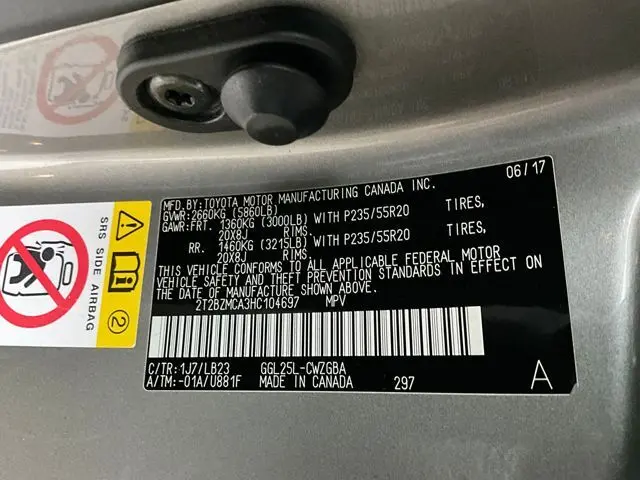 MFD.BY:TOYOTA MOTOR MANUFACTURING CANADA INC. 06/17
GVWR:2660KG (5860LB)
GAWR:FRT. 1360KG (3000LB) WITH P235/55R20 TIRES,
20X8J RIMS.
RR. 1460KG (3215LB) WITH P235/55R20 TIRES,
20X8J RIMS.
THIS VEHICLE CONFORMS TO ALL APPLICABLE FEDERAL MOTOR
VEHICLE SAFETY AND THEFT PREVENTION STANDARDS IN EFFECT ON
THE DATE OF MANUFACTURE SHOWN ABOVE.
2T2BZMCA3HC104697 MPV
C/TR:1J7/LB23 GGL25L-CWZGBA
A/TM:-01A/U881F MADE IN CANADA 297 A
SRS SIDE AIRBAG
2